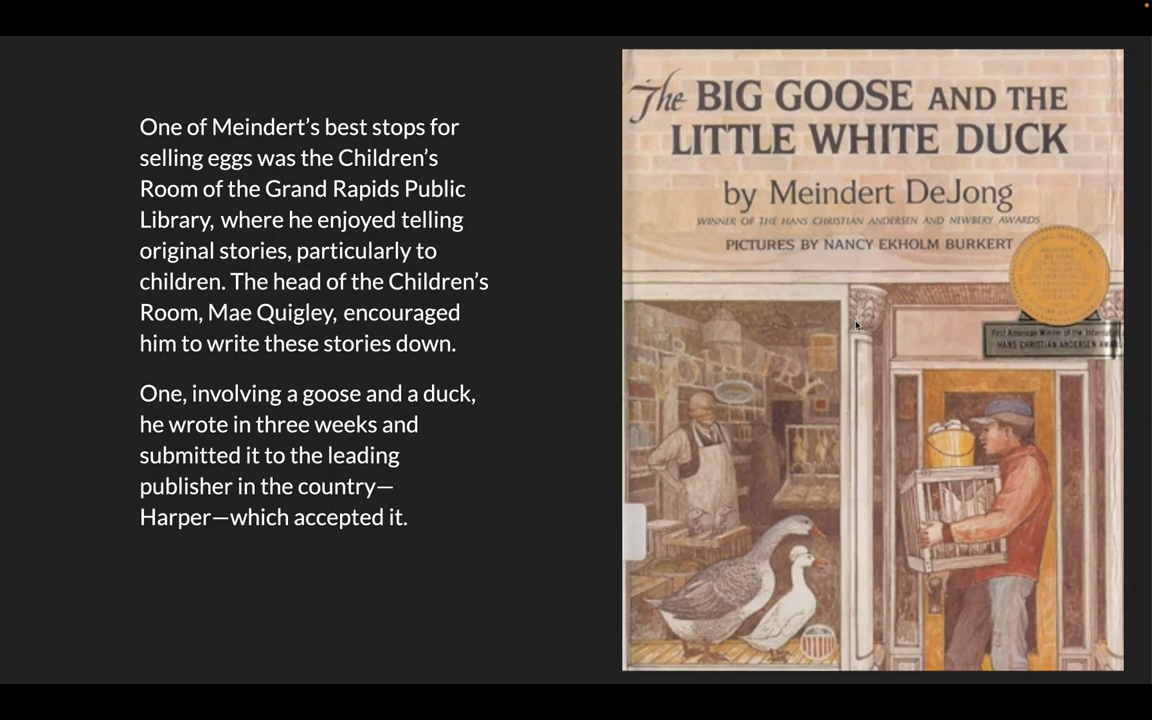 One of Meindert’s best stops for
selling eggs was the Children’s
Room of the Grand Rapids Public
Library, where he enjoyed telling
original stories, particularly to
children. The head of the Children’s
Room, Mae Quigley, encouraged
him to write these stories down.
One, involving a goose and a duck,
he wrote in three weeks and
submitted it to the leading
publisher in the country—
Harper—which accepted it.
The BIG GOOSE AND THE
LITTLE WHITE DUCK
by Meindert DeJong
WINNER OF THE HANS CHRISTIAN ANDERSEN AND NEWBERY AWARDS
PICTURES BY NANCY EKHOLM BURKERT
First American Winner of the
HANS CHRISTIAN ANDERSEN